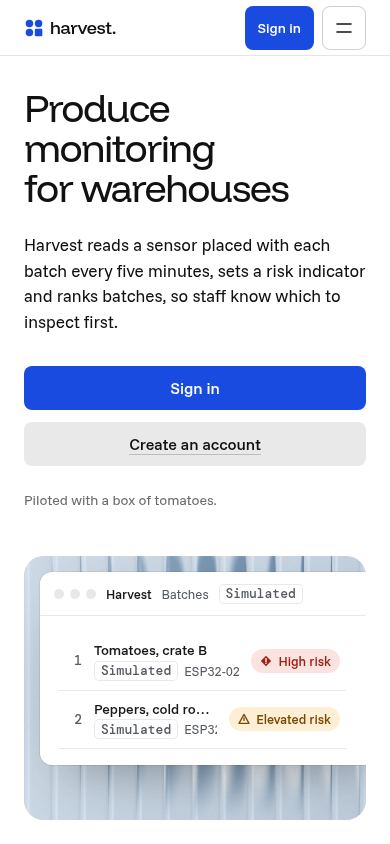 harvest.
Sign in
Produce
monitoring
for warehouses
Harvest reads a sensor placed with each
batch every five minutes, sets a risk indicator
and ranks batches, so staff know which to
inspect first.
Sign in
Create an account
Piloted with a box of tomatoes.
Harvest Batches Simulated
1 Tomatoes, crate B
Simulated ESP32-02
High risk
2 Peppers, cold ro...
Simulated ESP32
Elevated risk